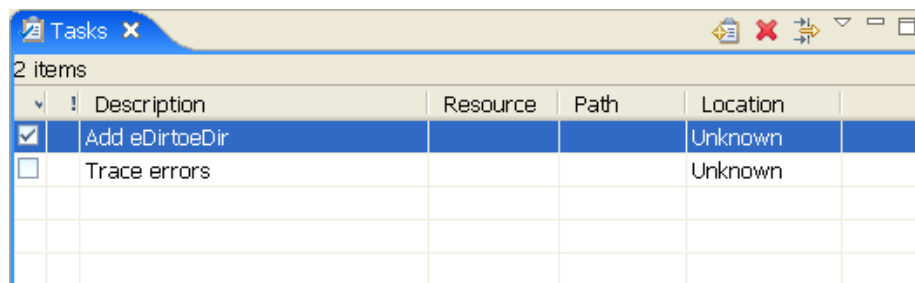 Tasks
2 items
! Description Resource Path Location
Add eDirtoeDir Unknown
Trace errors Unknown